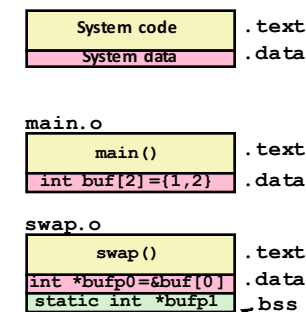 System code .text
System data .data
main.o
main() .text
int buf[2]={1,2} .data
swap.o
swap() .text
int *bufp0=&buf[0] .data
static int *bufp1 .bss